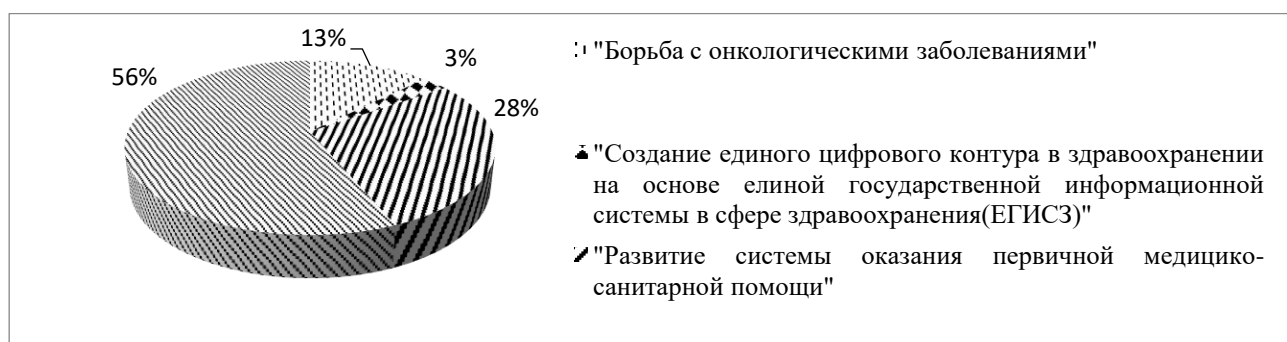 13%
3%
56%
28%
"Борьба с онкологическими заболеваниями"
"Создание единого цифрового контура в здравоохранении
на основе елиной государственной информационной
системы в сфере здравоохранения(ЕГИСЗ)"
"Развитие системы оказания первичной медицико-
санитарной помощи"